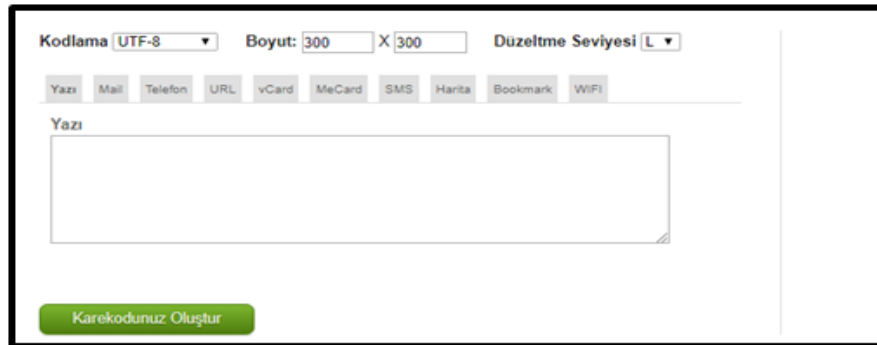 Kodlama UTF-8 Boyut: 300 X 300 Düzeltme Seviyesi L
Yazı Mail Telefon URL vCard MeCard SMS Harita Bookmark WIFI
Yazı
Karekodunuz Oluştur